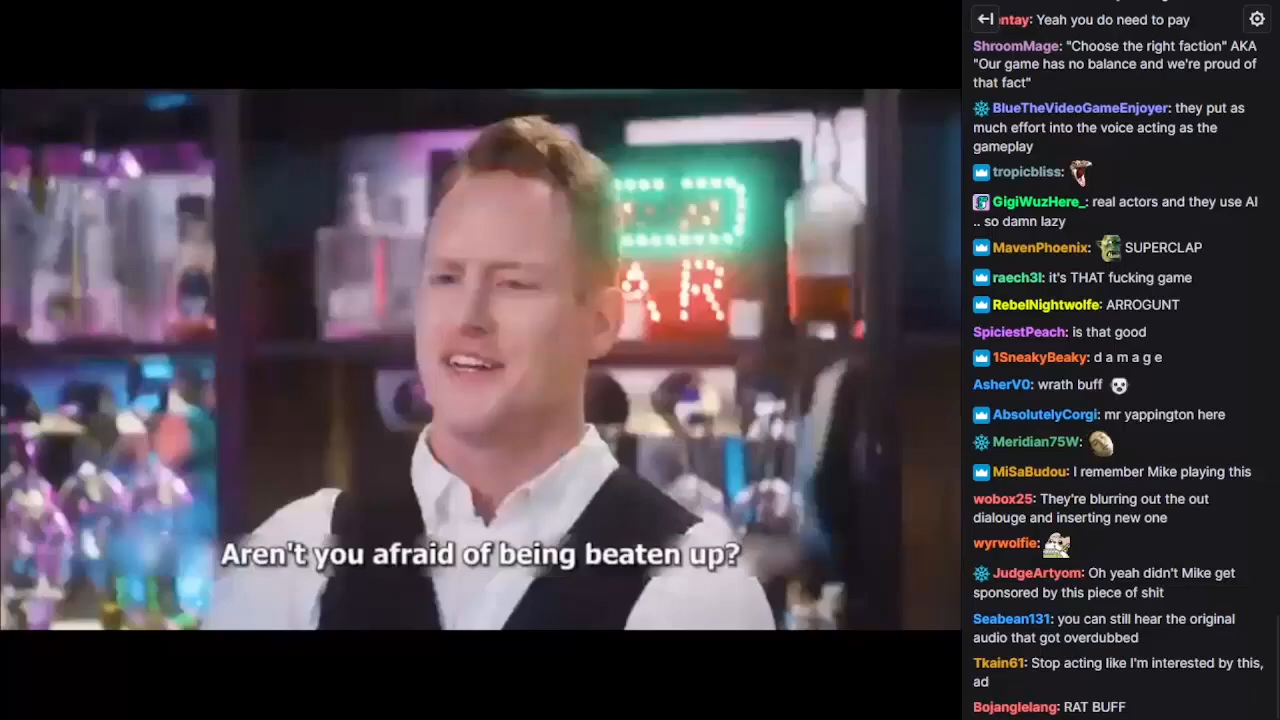 ntay: Yeah you do need to pay
ShroomMage: "Choose the right faction" AKA
"Our game has no balance and we're proud of
that fact"
BlueTheVideoGameEnjoyer: they put as
much effort into the voice acting as the
gameplay
tropicbliss:
GigiWuzHere_: real actors and they use AI
.. so damn lazy
MavenPhoenix: SUPERCLAP
raech3l: it's THAT fucking game
RebelNightwolfe: ARROGUNT
SpiciestPeach: is that good
1SneakyBeaky: d a m a g e
AsherV0: wrath buff
AbsolutelyCorgi: mr yappington here
Meridian75W:
MiSaBudou: I remember Mike playing this
wobox25: They're blurring out the out
dialouge and inserting new one
wyrwolfie:
JudgeArtyom: Oh yeah didn't Mike get
sponsored by this piece of shit
Seabean131: you can still hear the original
audio that got overdubbed
Tkain61: Stop acting like I'm interested by this,
ad
Bojanglelang: RAT BUFF
AR
Aren't you afraid of being beaten up?